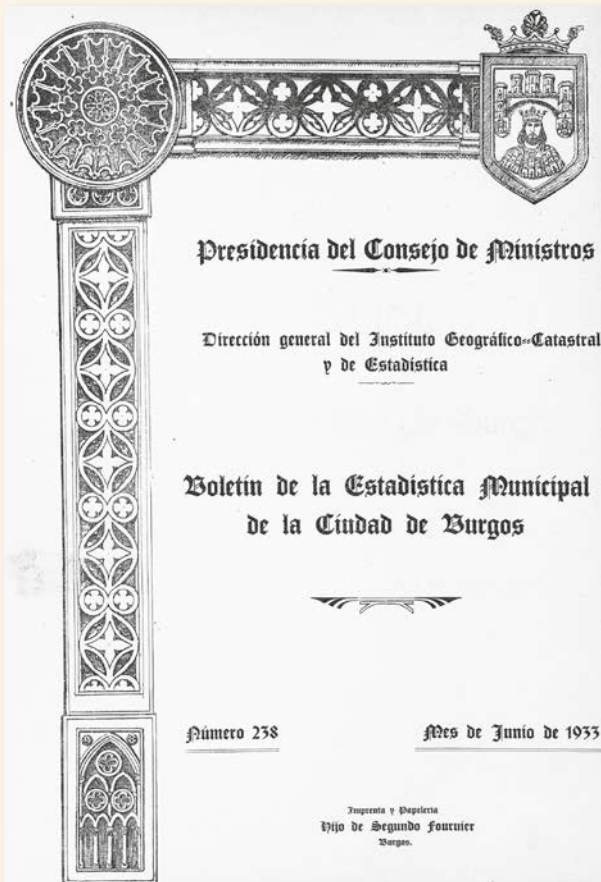 Presidencia del Consejo de Ministros
Dirección general del Instituto Geográfico-Catastral
y de Estadística
Boletín de la Estadística Municipal
de la Ciudad de Burgos
Número 238
Mes de Junio de 1933
Imprenta y Papelería
Hijo de Segundo Fournier
Burgos.